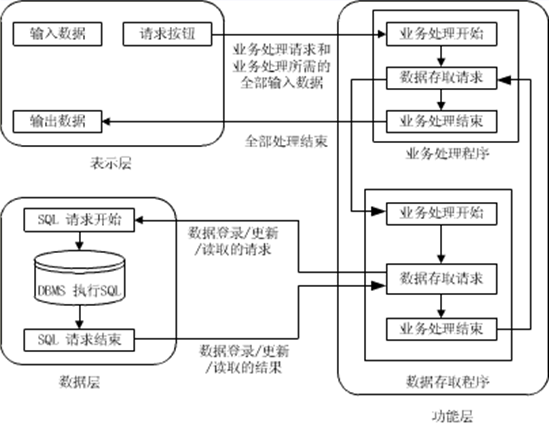 输入数据
请求按钮
输出数据
表示层
业务处理请求和
业务处理所需的
全部输入数据
全部处理结束
业务处理开始
数据存取请求
业务处理结束
业务处理程序
SQL 请求开始
DBMS 执行SQL
SQL 请求结束
数据层
数据登录/更新
/读取的请求
数据登录/更新
/读取的结果
业务处理开始
数据存取请求
业务处理结束
数据存取程序
功能层